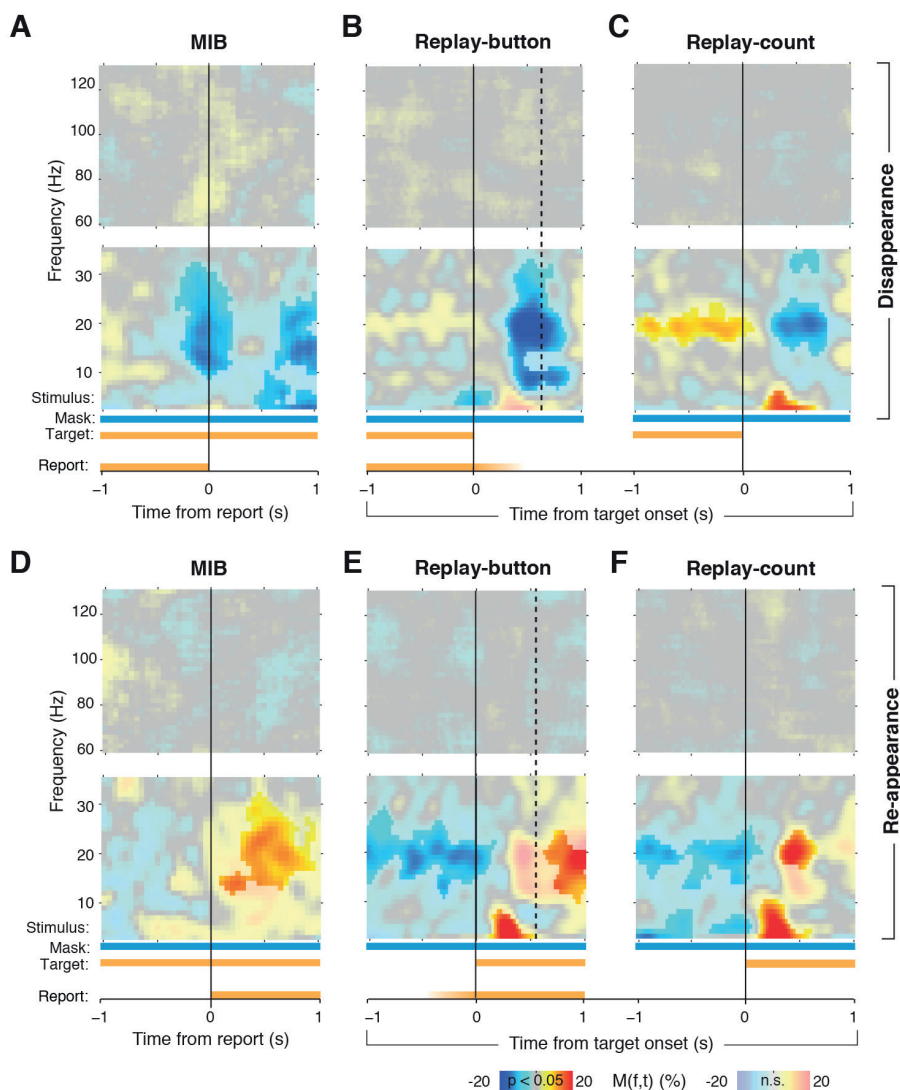 A
MIB
B
Replay-button
C
Replay-count
Frequency (Hz)
120
100
80
60
30
20
10
Disappearance
Stimulus:
Mask:
Target:
Report:
−1 0 1
Time from report (s)
−1 0 1
−1 0 1
Time from target onset (s)
D
MIB
E
Replay-button
F
Replay-count
Frequency (Hz)
120
100
80
60
30
20
10
Re-appearance
Stimulus:
Mask:
Target:
Report:
−1 0 1
Time from report (s)
−1 0 1
−1 0 1
Time from target onset (s)
-20 p < 0.05 20 M(f,t) (%) -20 n.s. 20